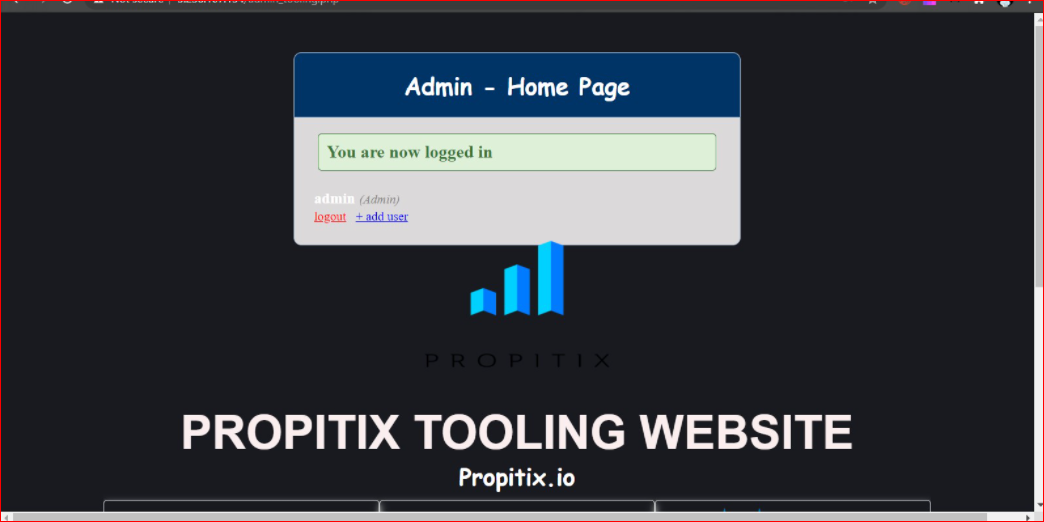 Admin - Home Page
You are now logged in
admin (Admin)
logout + add user
PROPITIX
PROPITIX TOOLING WEBSITE
Propitix.io